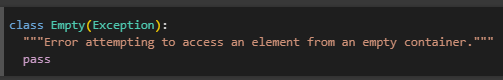 class Empty(Exception):
  """Error attempting to access an element from an empty container."""
  pass